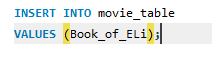 INSERT INTO movie_table
VALUES (Book_of_ELi);